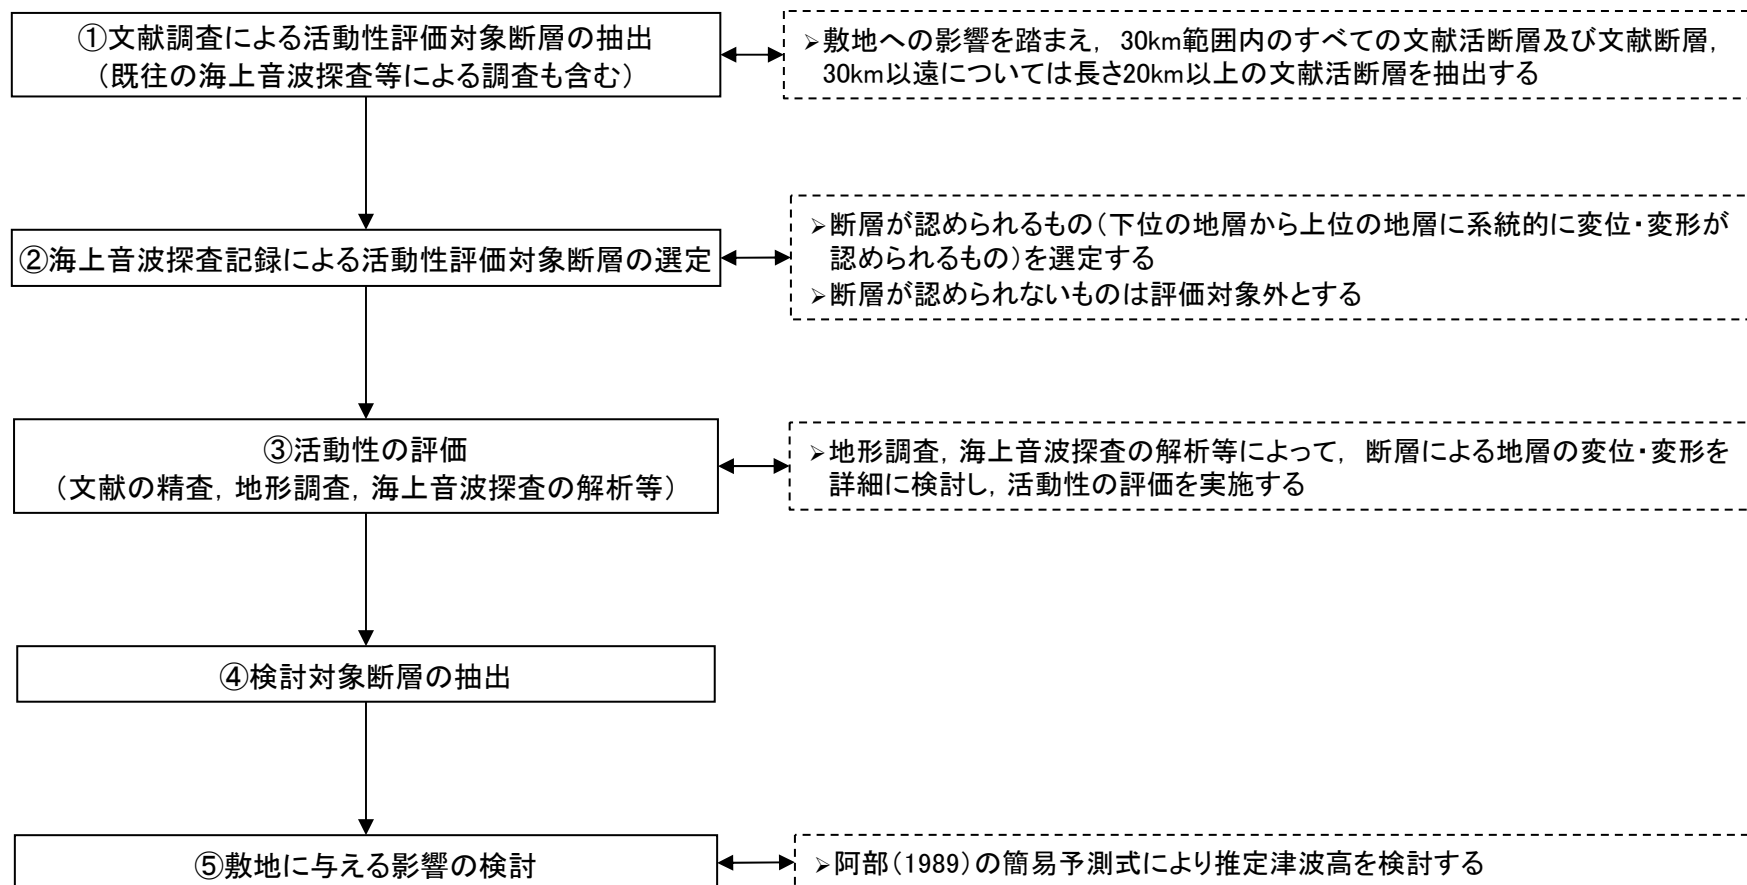 ①文献調査による活動性評価対象断層の抽出
（既往の海上音波探査等による調査も含む）
➢敷地への影響を踏まえ，30km範囲内のすべての文献活断層及び文献断層，
30km以遠については長さ20km以上の文献活断層を抽出する
②海上音波探査記録による活動性評価対象断層の選定
➢断層が認められるもの（下位の地層から上位の地層に系統的に変位・変形が
認められるもの）を選定する
➢断層が認められないものは評価対象外とする
③活動性の評価
（文献の精査，地形調査，海上音波探査の解析等）
➢地形調査，海上音波探査の解析等によって，断層による地層の変位・変形を
詳細に検討し，活動性の評価を実施する
④検討対象断層の抽出
⑤敷地に与える影響の検討
➢阿部（1989）の簡易予測式により推定津波高を検討する